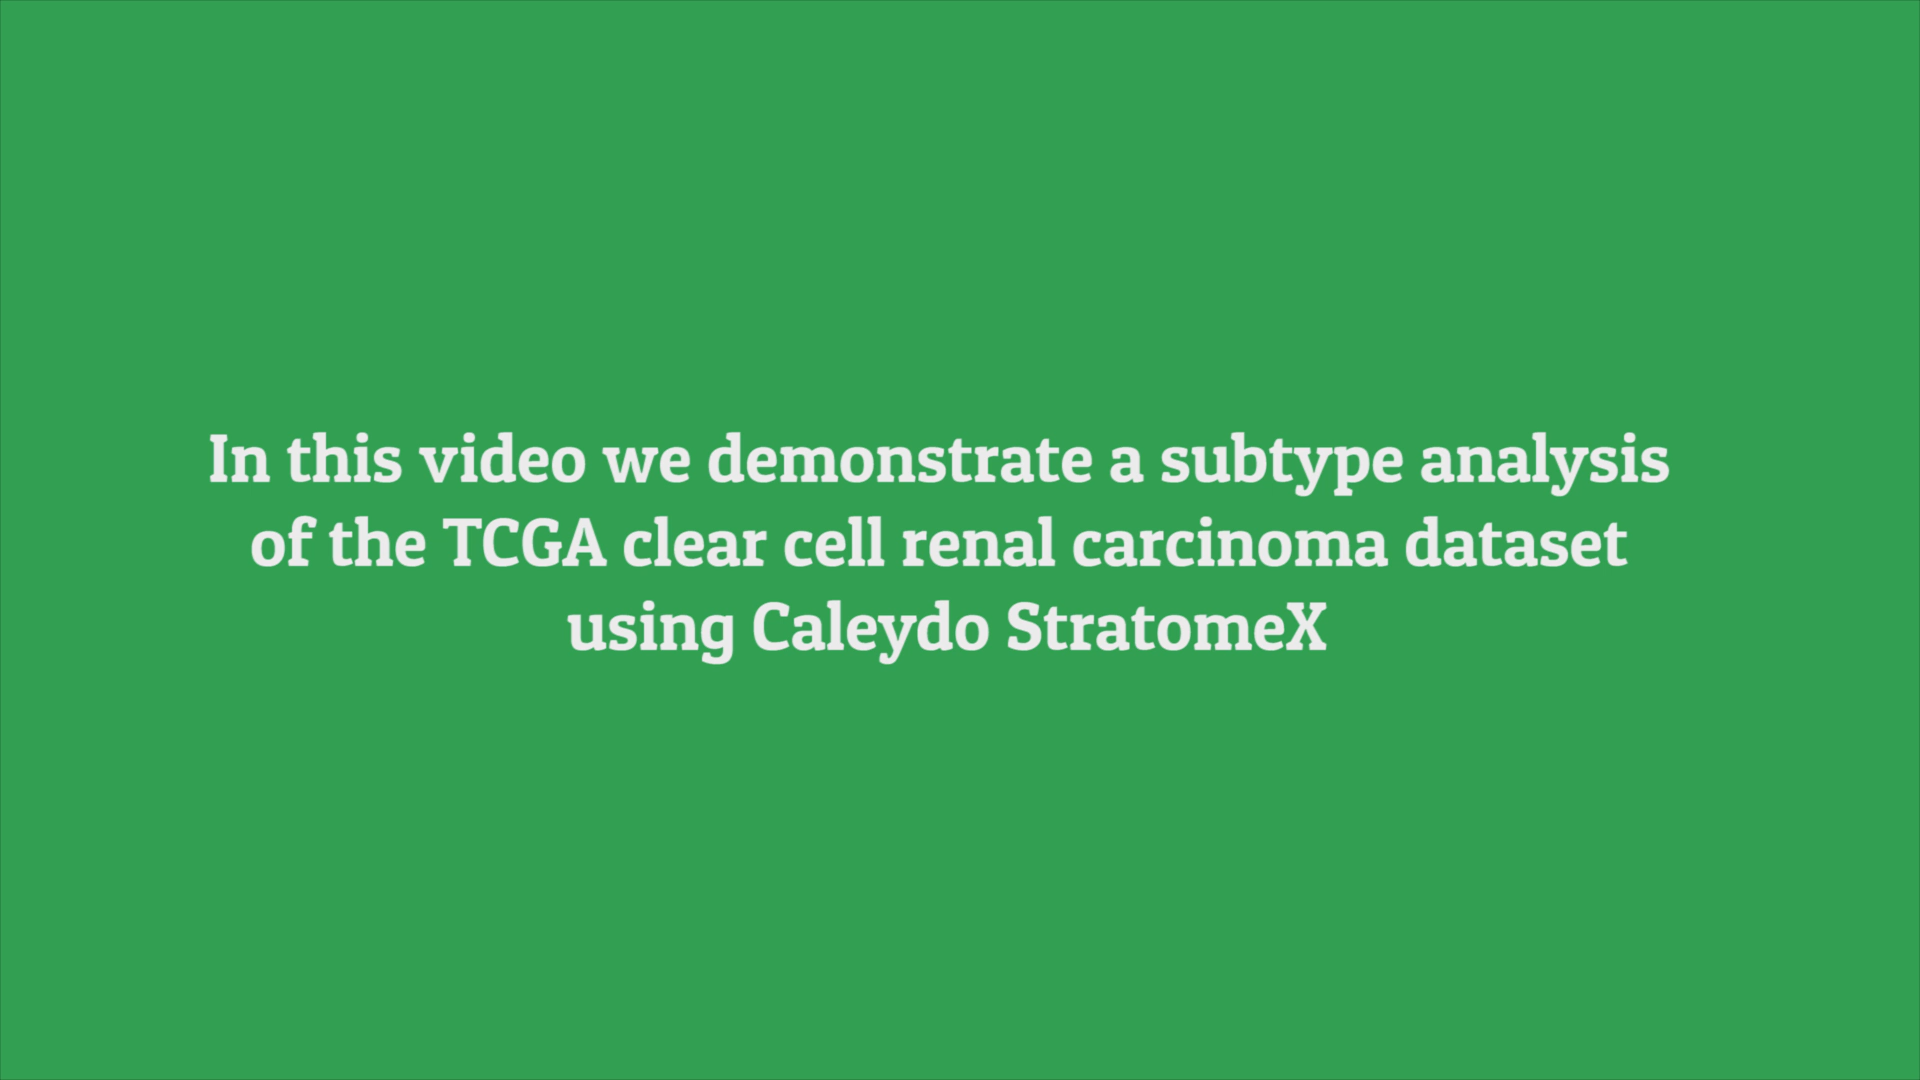 In this video we demonstrate a subtype analysis
of the TCGA clear cell renal carcinoma dataset
using Caleydo StratomeX